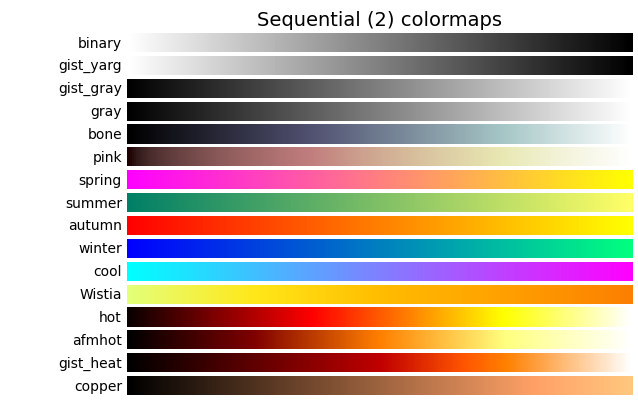 Sequential (2) colormaps
binary
gist_yarg
gist_gray
gray
bone
pink
spring
summer
autumn
winter
cool
Wistia
hot
afmhot
gist_heat
copper